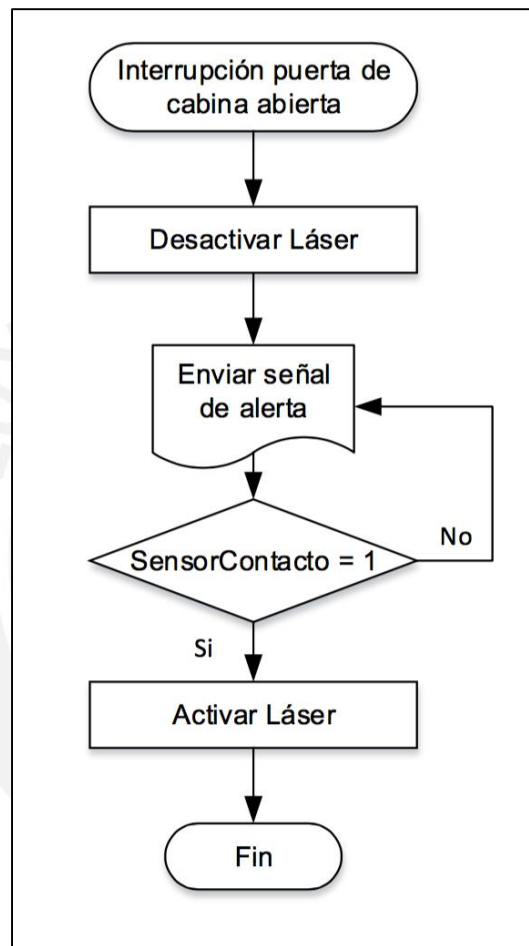 Interrupción puerta de
cabina abierta
Desactivar Láser
Enviar señal
de alerta
No
SensorContacto = 1
Si
Activar Láser
Fin